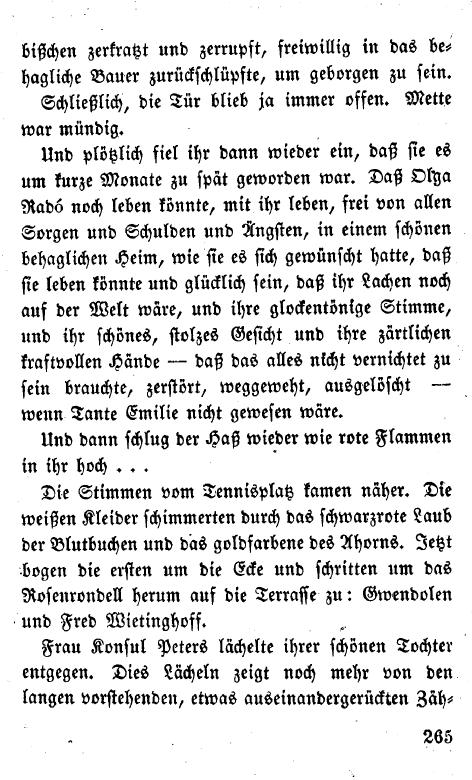 bißchen zerkratzt und zerrupft, freiwillig in das be-
hagliche Bauer zurückschlüpfte, um geborgen zu sein.
Schließlich, die Tür blieb ja immer offen. Mette
war mündig.
Und plötzlich fiel ihr dann wieder ein, daß sie es
um kurze Monate zu spät geworden war. Daß Olga
Radó noch leben könnte, mit ihr leben, frei von allen
Sorgen und Schulden und Ängsten, in einem schönen
behaglichen Heim, wie sie es sich gewünscht hatte, daß
sie leben könnte und glücklich sein, daß ihr Lachen noch
auf der Welt wäre, und ihre glockentönige Stimme,
und ihr schönes, stolzes Gesicht und ihre zärtlichen
kraftvollen Hände — daß das alles nicht vernichtet zu
sein brauchte, zerstört, weggeweht, ausgelöscht —
wenn Tante Emilie nicht gewesen wäre.
Und dann schlug der Haß wieder wie rote Flammen
in ihr hoch . . .
Die Stimmen vom Tennisplatz kamen näher. Die
weißen Kleider schimmerten durch das schwarzrote Laub
der Blutbuchen und das goldfarbene des Ahorns. Jetzt
bogen die ersten um die Ecke und schritten um das
Rosenrondell herum auf die Terrasse zu: Gwendolen
und Fred Wietinghoff.
Frau Konsul Peters lächelte ihrer schönen Tochter
entgegen. Dies Lächeln zeigt noch mehr von den
langen vorstehenden, etwas auseinandergerückten Zäh-
265